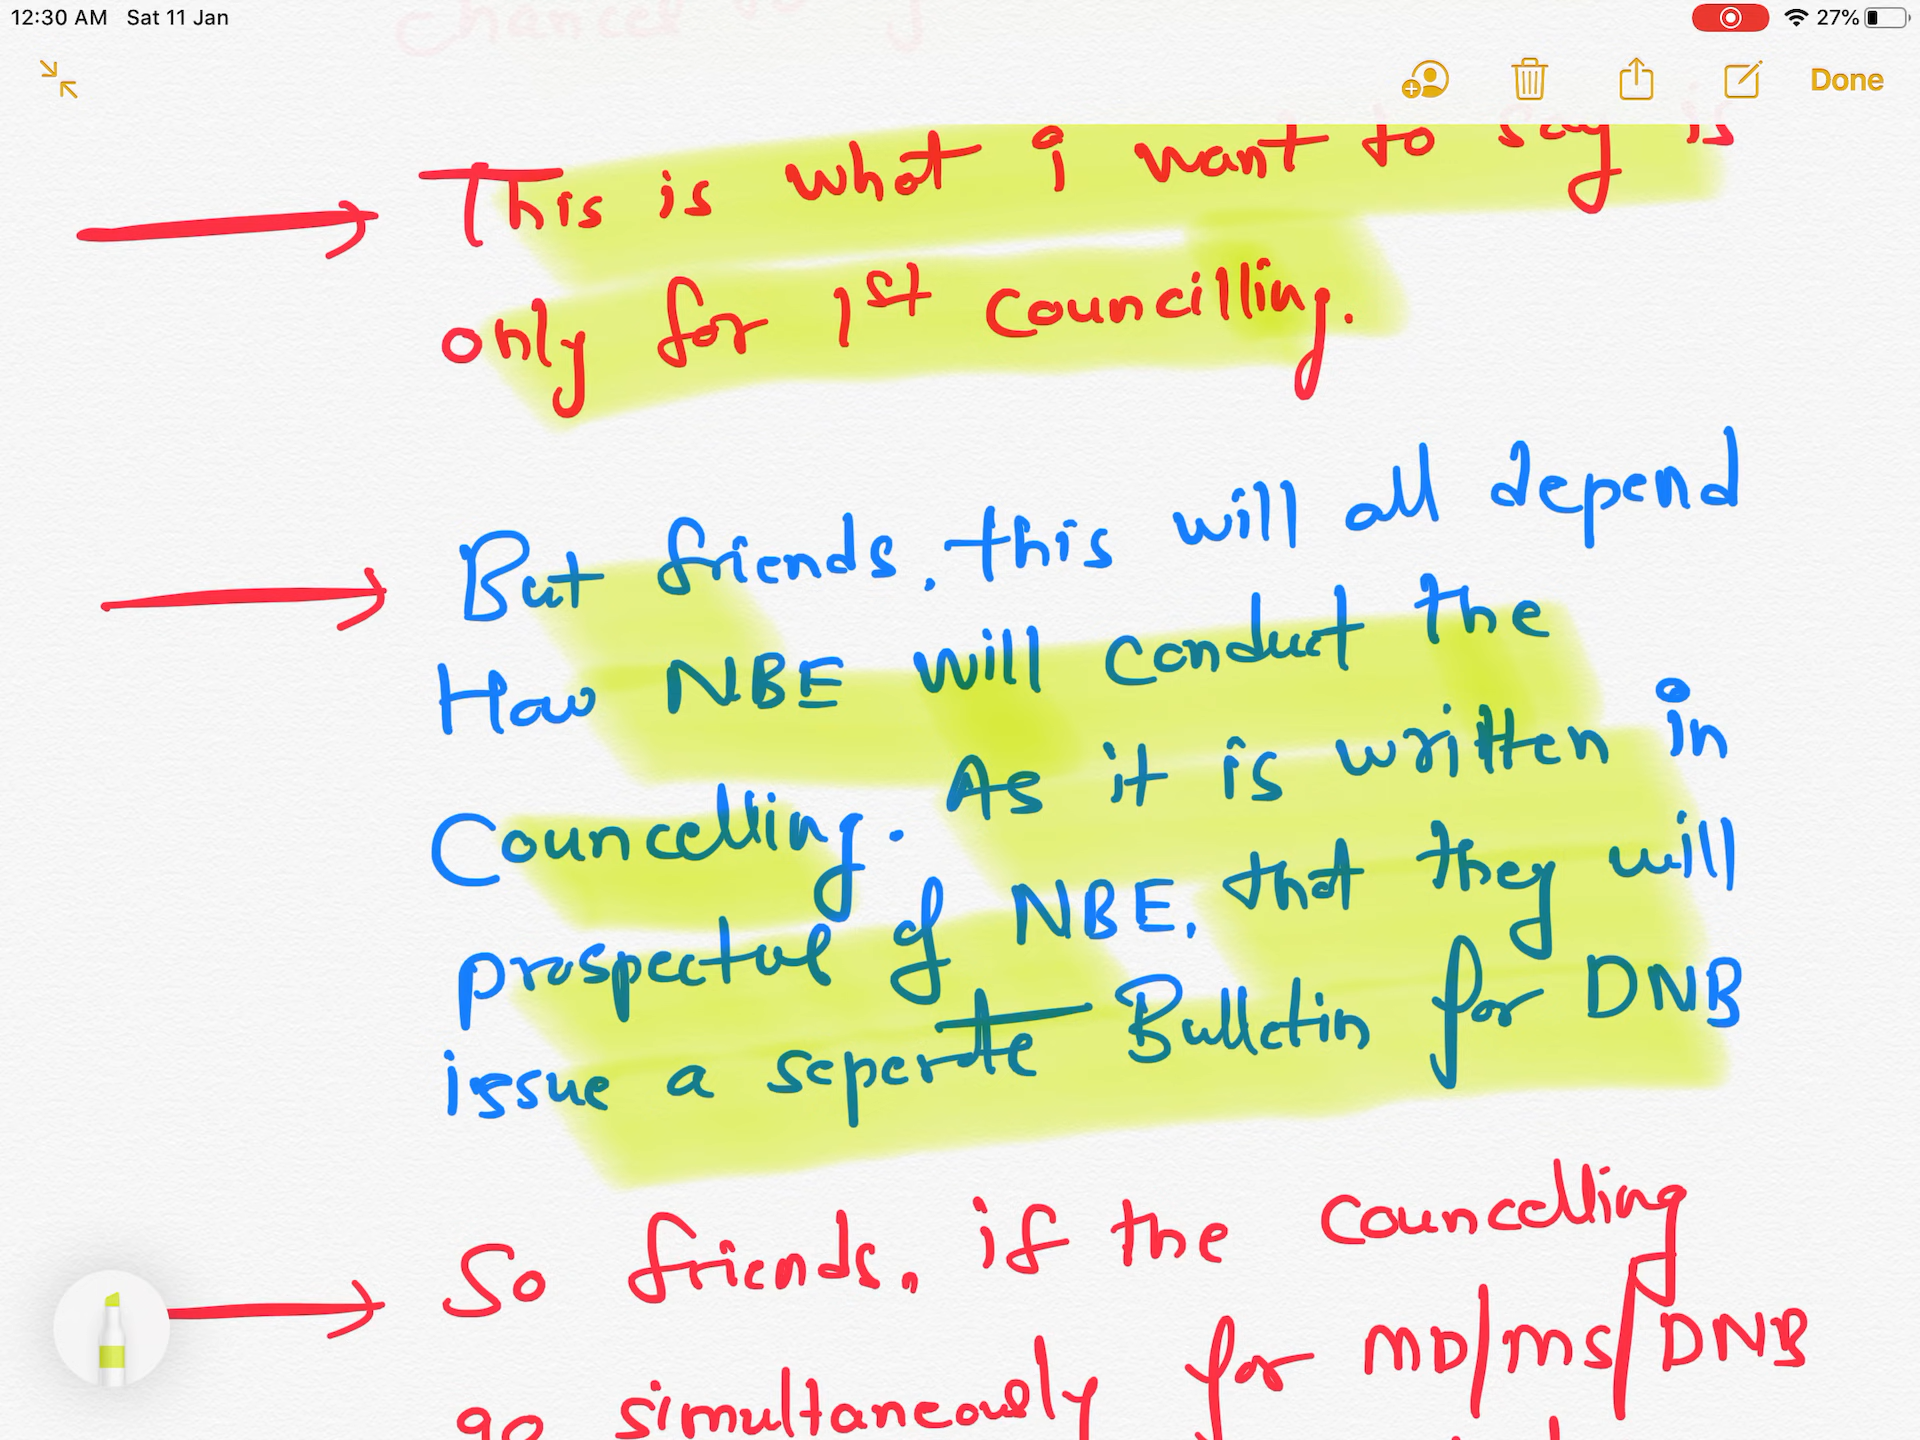 12:30 AM Sat 11 Jan
27%
Done
This is what i want to say is
only for 1st Councilling.
But friends, this will all depend
How NBE will conduct the
Councelling. As it is written in
prospectus of NBE, that they will
issue a seperate Bulletin for DNB
So friends, if the councelling
go simultaneously for MD/MS/DNB